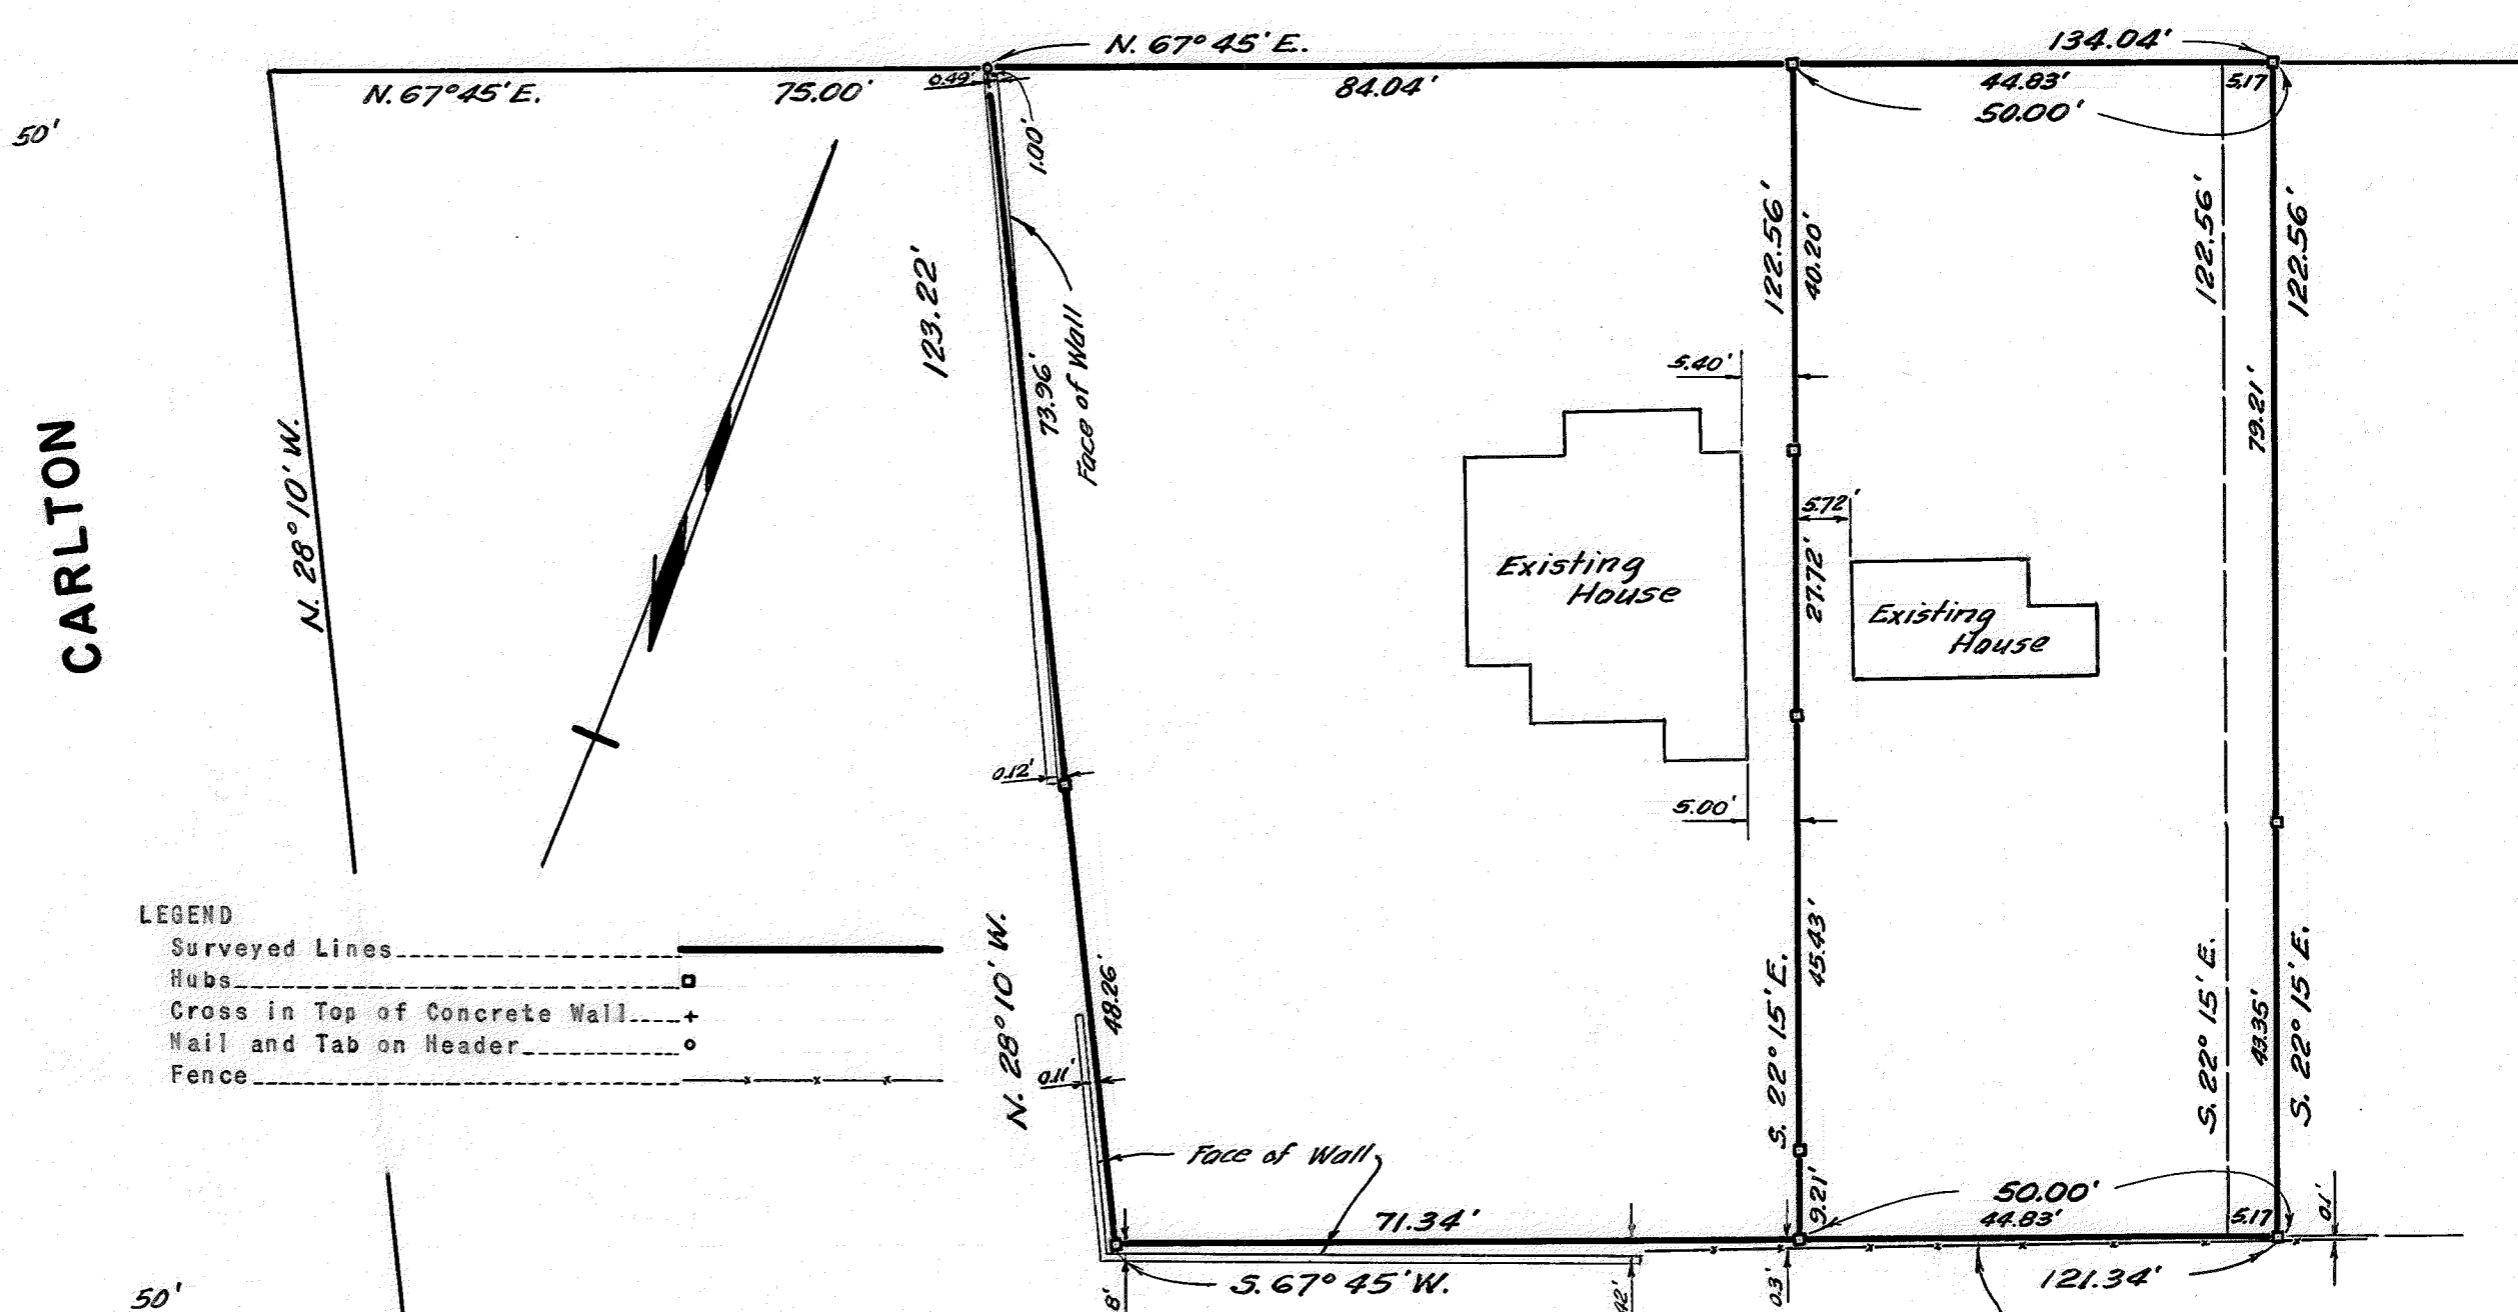 N. 67° 45' E.
134.04'
N. 67° 45' E.
75.00'
0.49'
84.04'
44.83'
5.17
50.00'
50'
1.00'
Face of Wall
123.22'
73.96'
122.56'
40.20'
122.56'
122.56'
79.21'
N. 28° 10' W.
CARLTON
5.40'
5.72'
27.72'
Existing
House
Existing
House
0.12'
5.00'
LEGEND
Surveyed Lines
Hubs
Cross in Top of Concrete Wall
Nail and Tab on Header
Fence
N. 28° 10' W.
48.26'
0.11'
45.43'
S. 22° 15' E.
S. 22° 15' E.
43.35'
S. 22° 15' E.
Face of Wall
9.21'
71.34'
50.00'
44.83'
5.17
0.1'
S. 67° 45' W.
0.3'
121.34'
50'